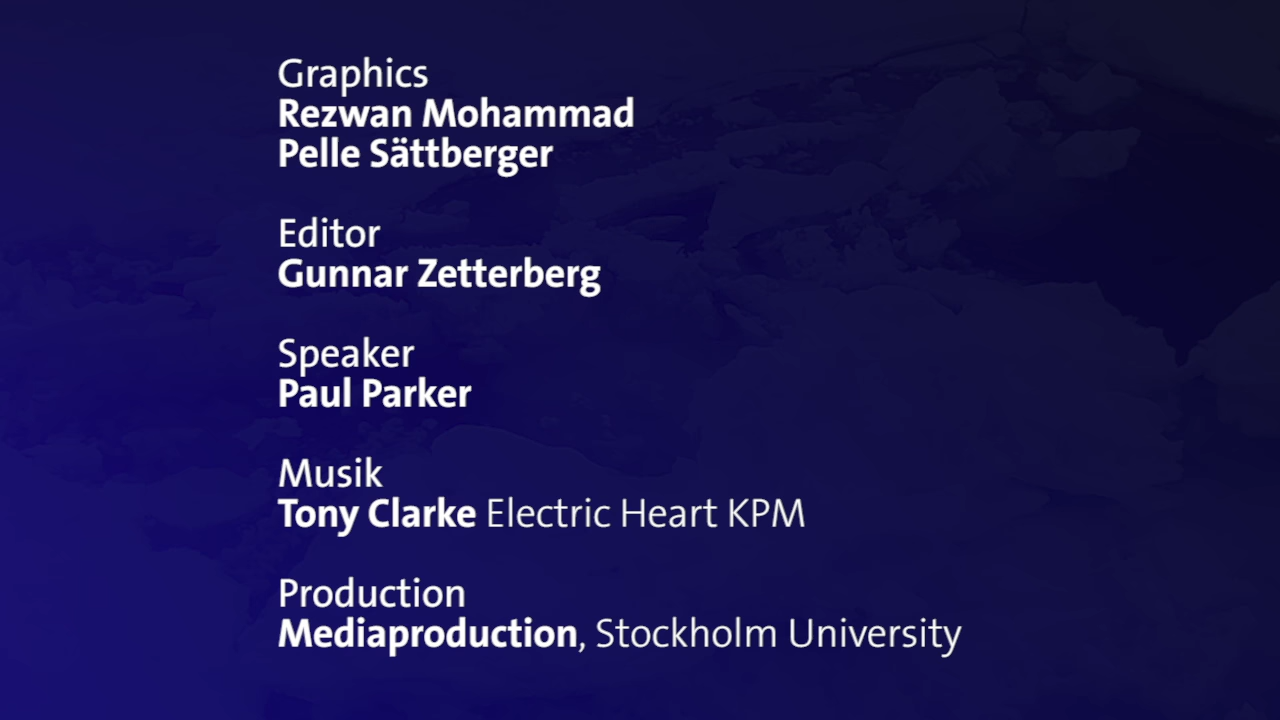 Graphics
Rezwan Mohammad
Pelle Sättberger
Editor
Gunnar Zetterberg
Speaker
Paul Parker
Musik
Tony Clarke Electric Heart KPM
Production
Mediaproduction, Stockholm University